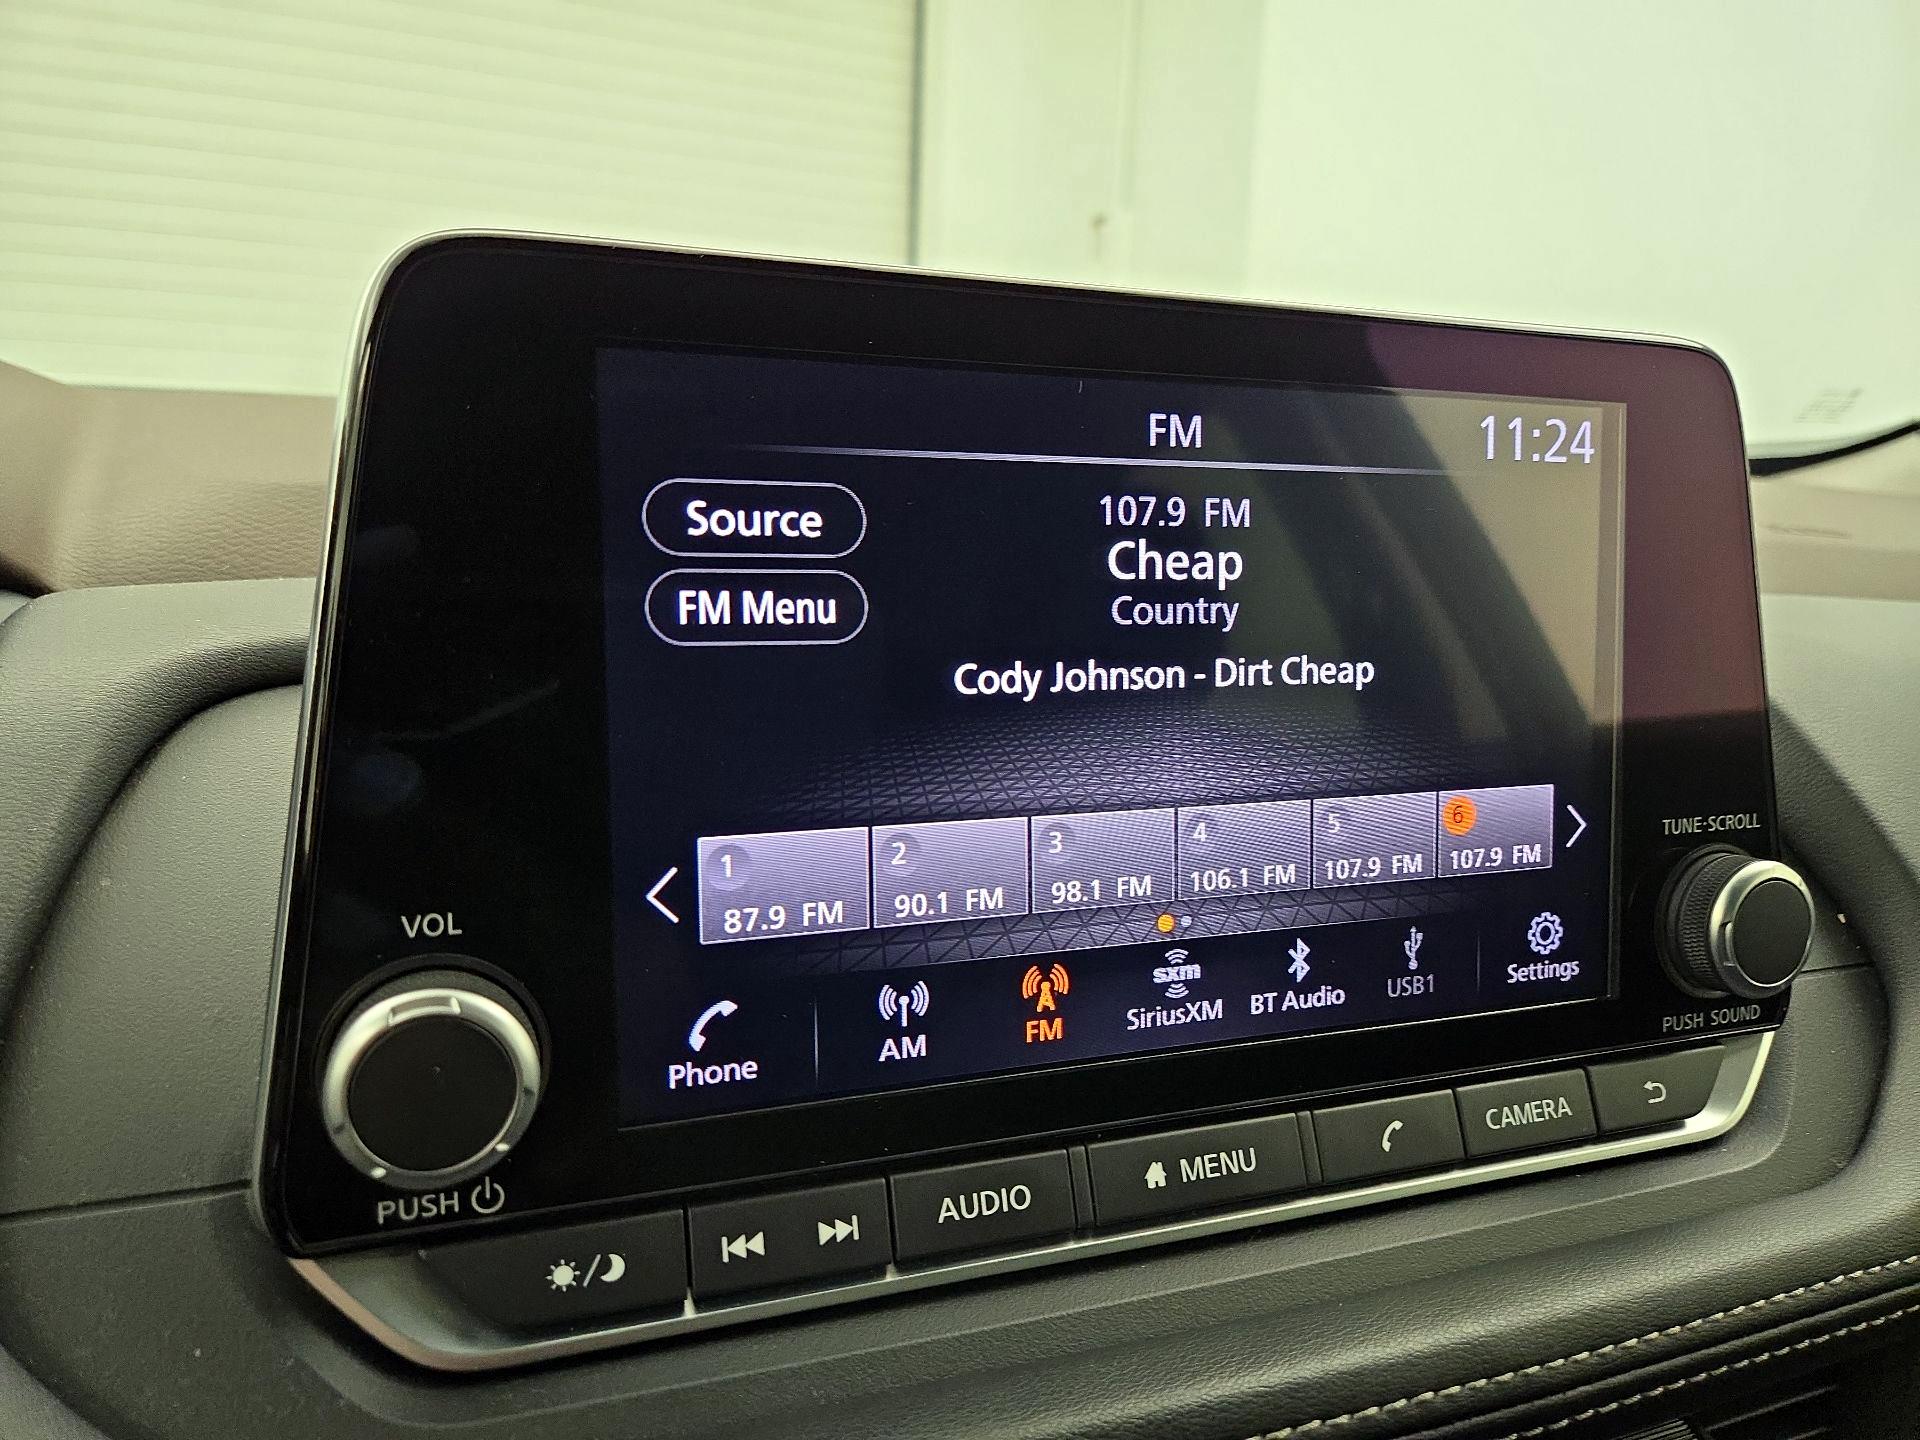 FM
11:24
Source
107.9 FM
Cheap
FM Menu
Country
Cody Johnson - Dirt Cheap
1
87.9 FM
2
90.1 FM
3
98.1 FM
4
106.1 FM
5
107.9 FM
6
107.9 FM
Phone
AM
FM
sxm
SiriusXM
BT Audio
USB1
Settings
VOL
PUSH
TUNE·SCROLL
PUSH SOUND
AUDIO
MENU
CAMERA